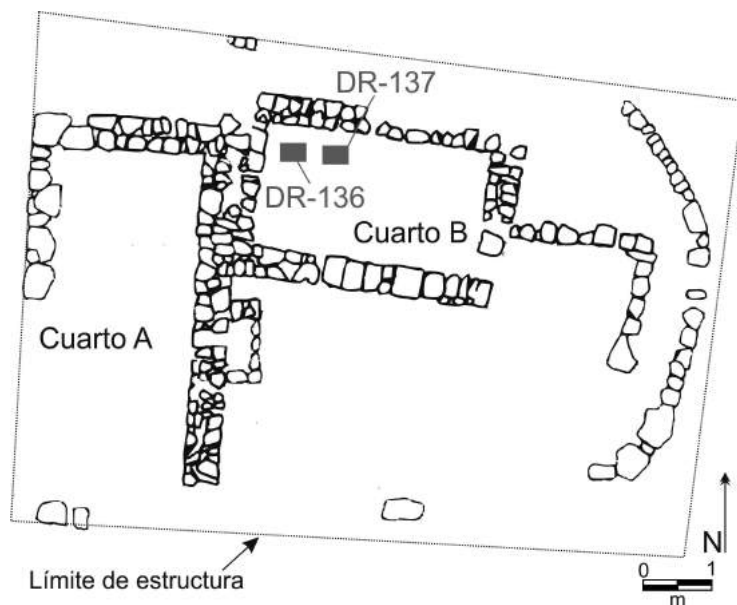 DR-137
DR-136
Cuarto B
Cuarto A
N
0 1
m
Límite de estructura